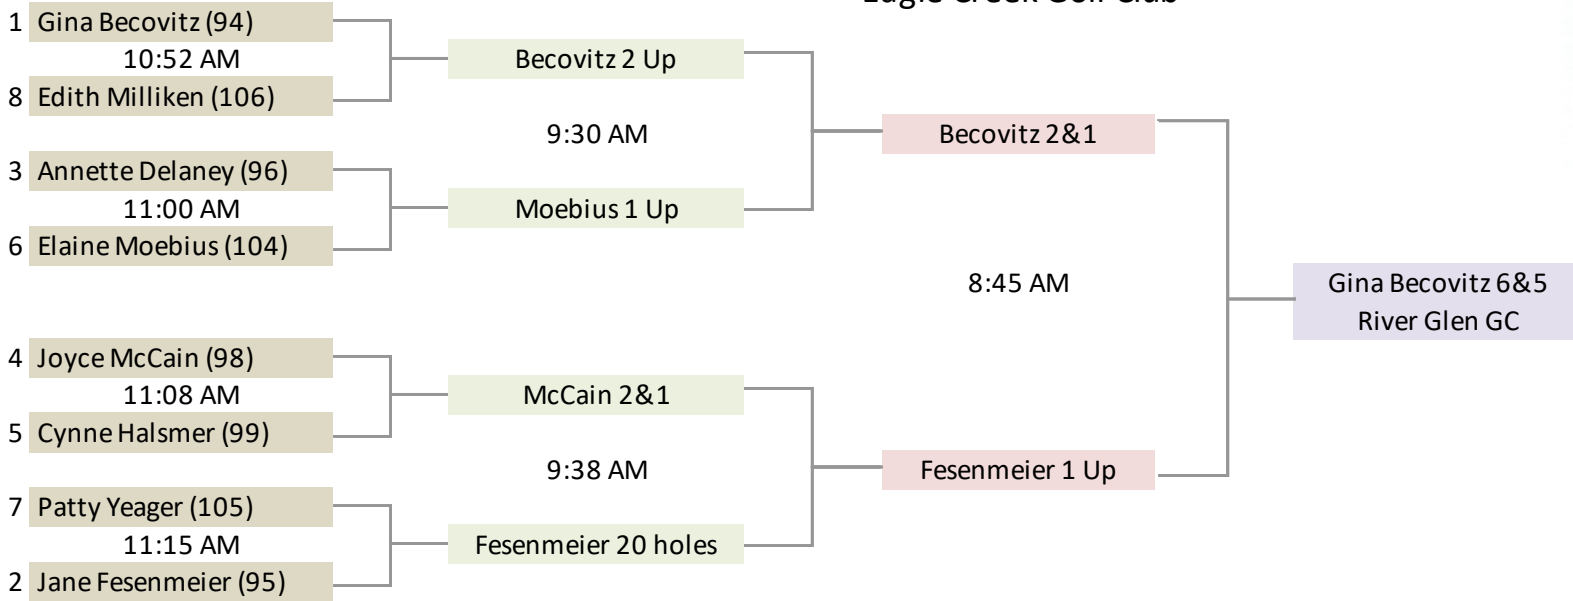 Eagle Creek Golf Club
1 Gina Becovitz (94)
10:52 AM
8 Edith Milliken (106)
3 Annette Delaney (96)
11:00 AM
6 Elaine Moebius (104)
4 Joyce McCain (98)
11:08 AM
5 Cynne Halsmer (99)
7 Patty Yeager (105)
11:15 AM
2 Jane Fesenmeier (95)
Becovitz 2 Up
9:30 AM
Moebius 1 Up
McCain 2&1
9:38 AM
Fesenmeier 20 holes
Becovitz 2&1
8:45 AM
Fesenmeier 1 Up
Gina Becovitz 6&5
River Glen GC